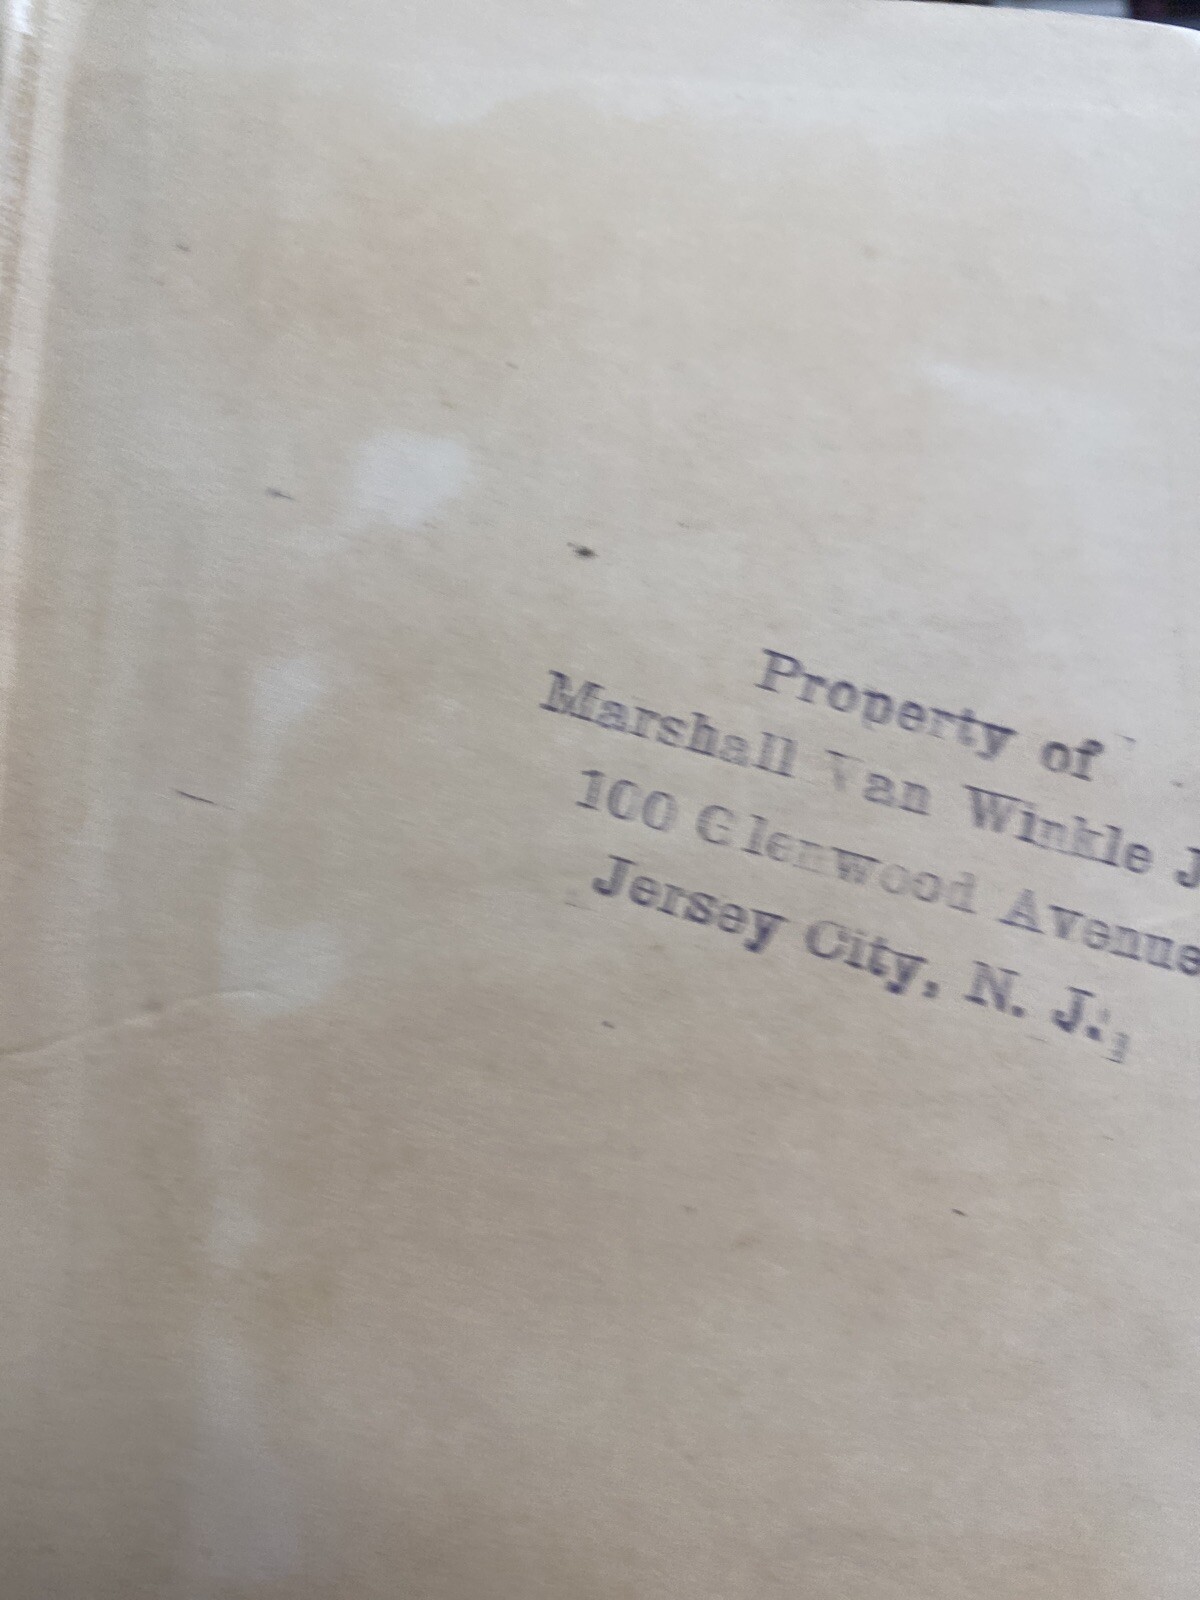 Property of
Marshall Van Winkle J
100 Glenwood Avenue
Jersey City, N. J.,